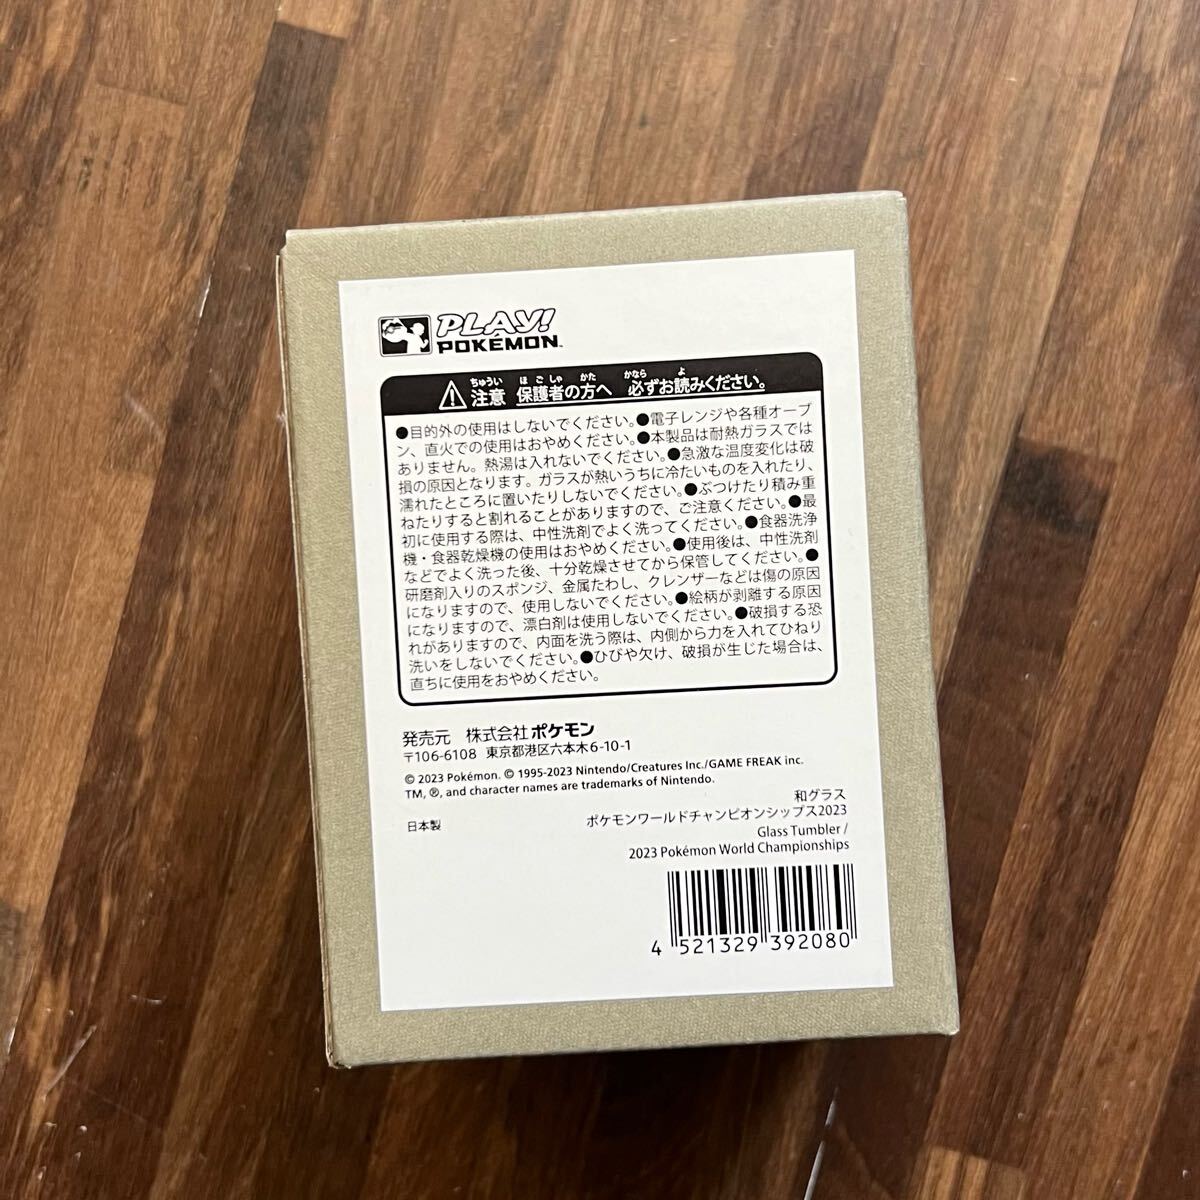 PLAY!
POKÉMON™
ちゅうい ほごしゃ かた かなら よ
注意 保護者の方へ 必ずお読みください。
●目的外の使用はしないでください。●電子レンジや各種オーブ
ン、直火での使用はおやめください。●本製品は耐熱ガラスでは
ありません。熱湯は入れないでください。●急激な温度変化は破
損の原因となります。ガラスが熱いうちに冷たいものを入れたり、
濡れたところに置いたりしないでください。●ぶつけたり積み重
ねたりすると割れることがありますので、ご注意ください。●最
初に使用する際は、中性洗剤でよく洗ってください。●食器洗浄
機・食器乾燥機の使用はおやめください。●使用後は、中性洗剤
などでよく洗った後、十分乾燥させてから保管してください。●
研磨剤入りのスポンジ、金属たわし、クレンザーなどは傷の原因
になりますので、使用しないでください。●絵柄が剥離する原因
になりますので、漂白剤は使用しないでください。●破損する恐
れがありますので、内面を洗う際は、内側から力を入れてひねり
洗いをしないでください。●ひびや欠け、破損が生じた場合は、
直ちに使用をおやめください。
発売元 株式会社ポケモン
〒106-6108 東京都港区六本木6-10-1
© 2023 Pokémon. © 1995-2023 Nintendo/Creatures Inc./GAME FREAK inc.
TM, ®, and character names are trademarks of Nintendo.
日本製
和グラス
ポケモンワールドチャンピオンシップス2023
Glass Tumbler /
2023 Pokémon World Championships
4 521329 392080